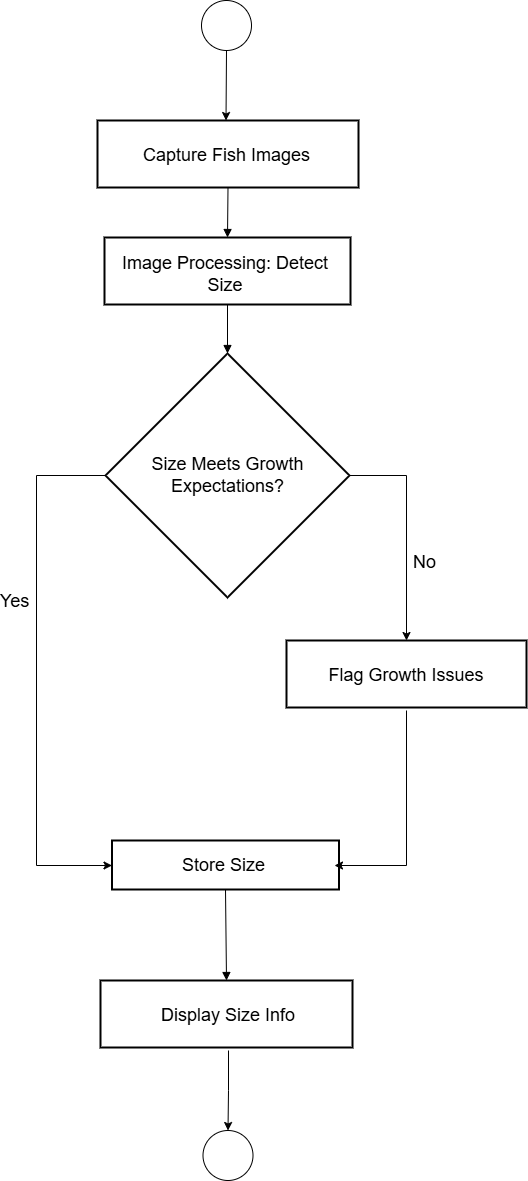 Capture Fish Images
Image Processing: Detect
Size
Size Meets Growth
Expectations?
No
Yes
Flag Growth Issues
Store Size
Display Size Info